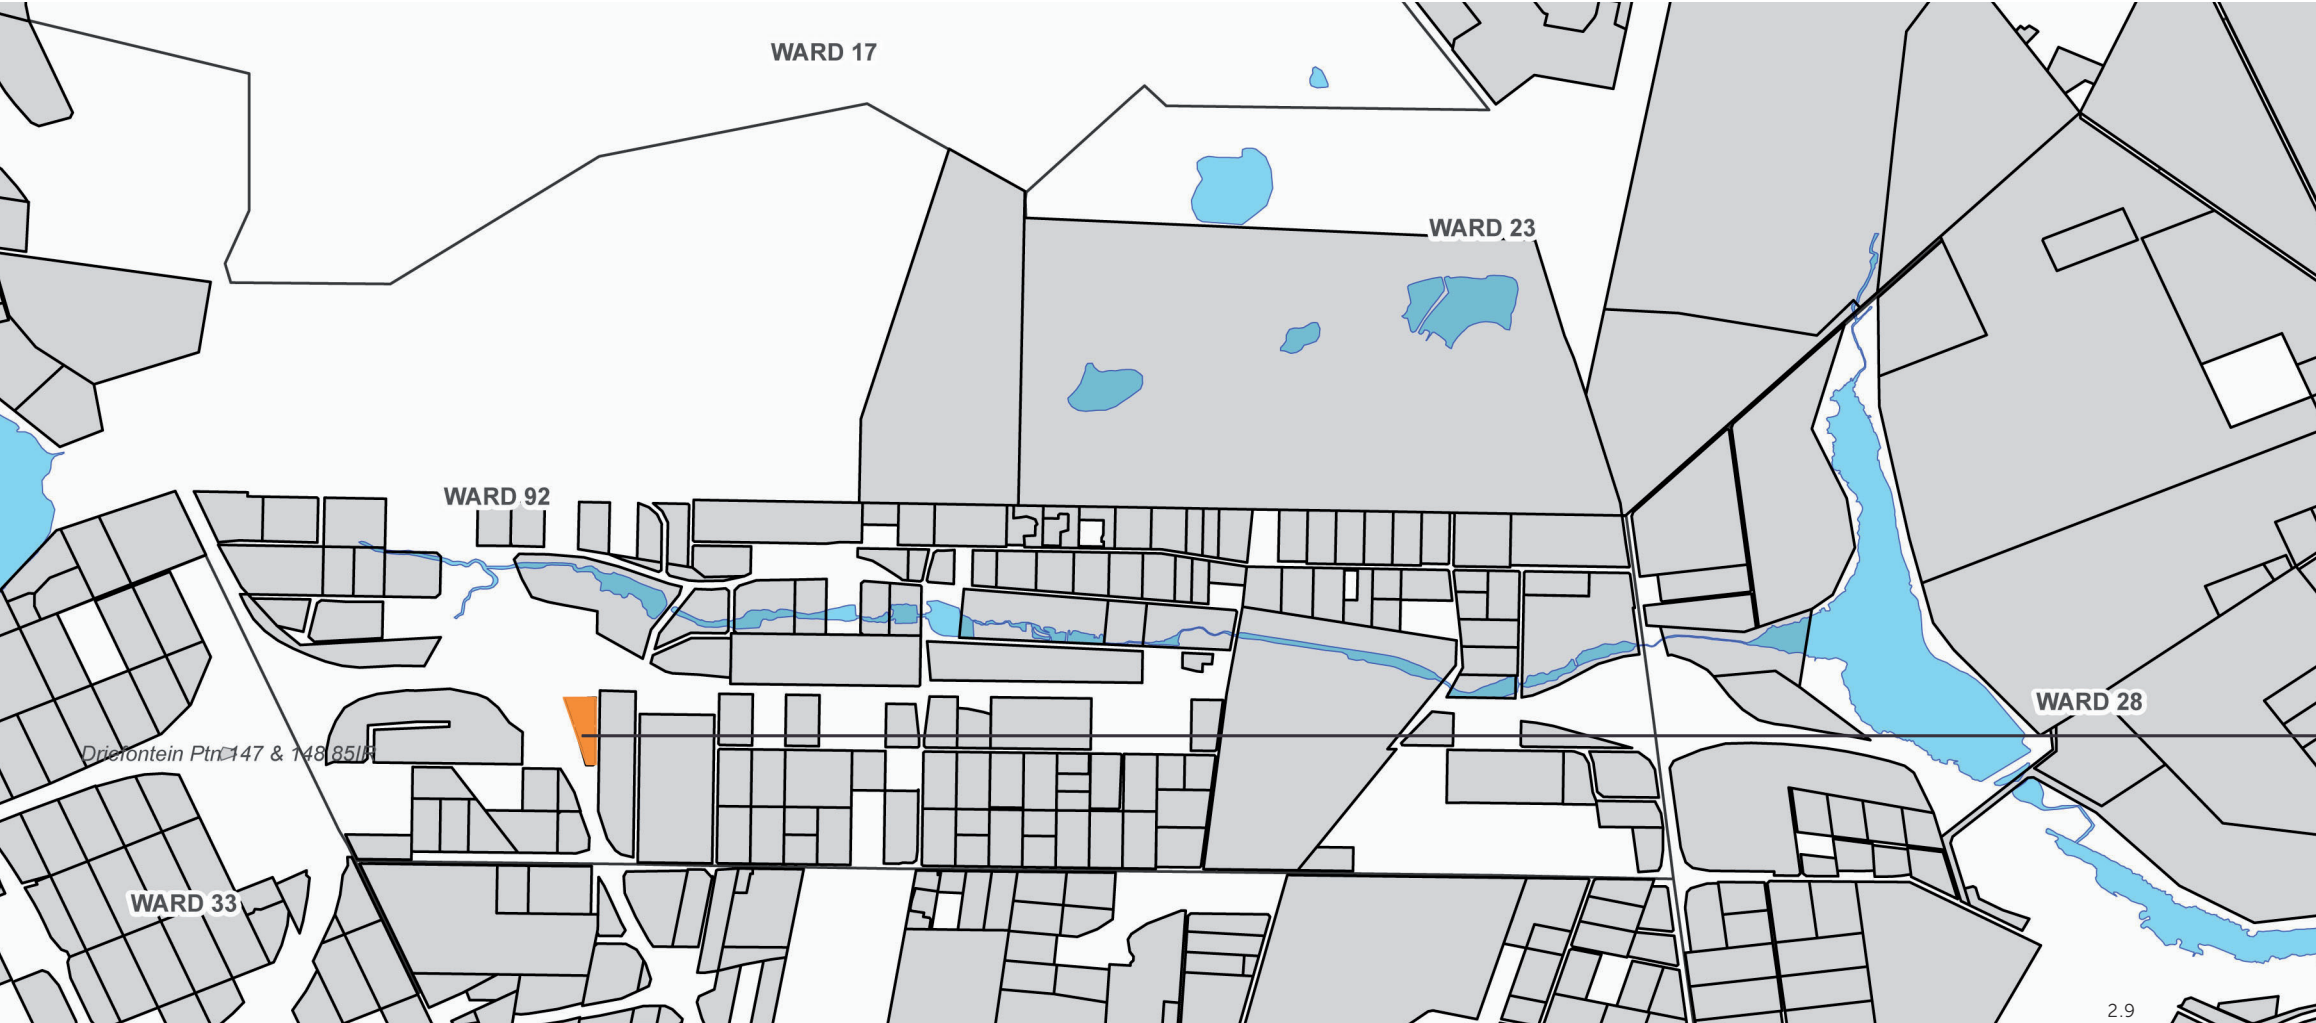 WARD 17
WARD 23
WARD 92
WARD 28
Driefontein Ptn 147 & 148 85IR
WARD 33
2.9